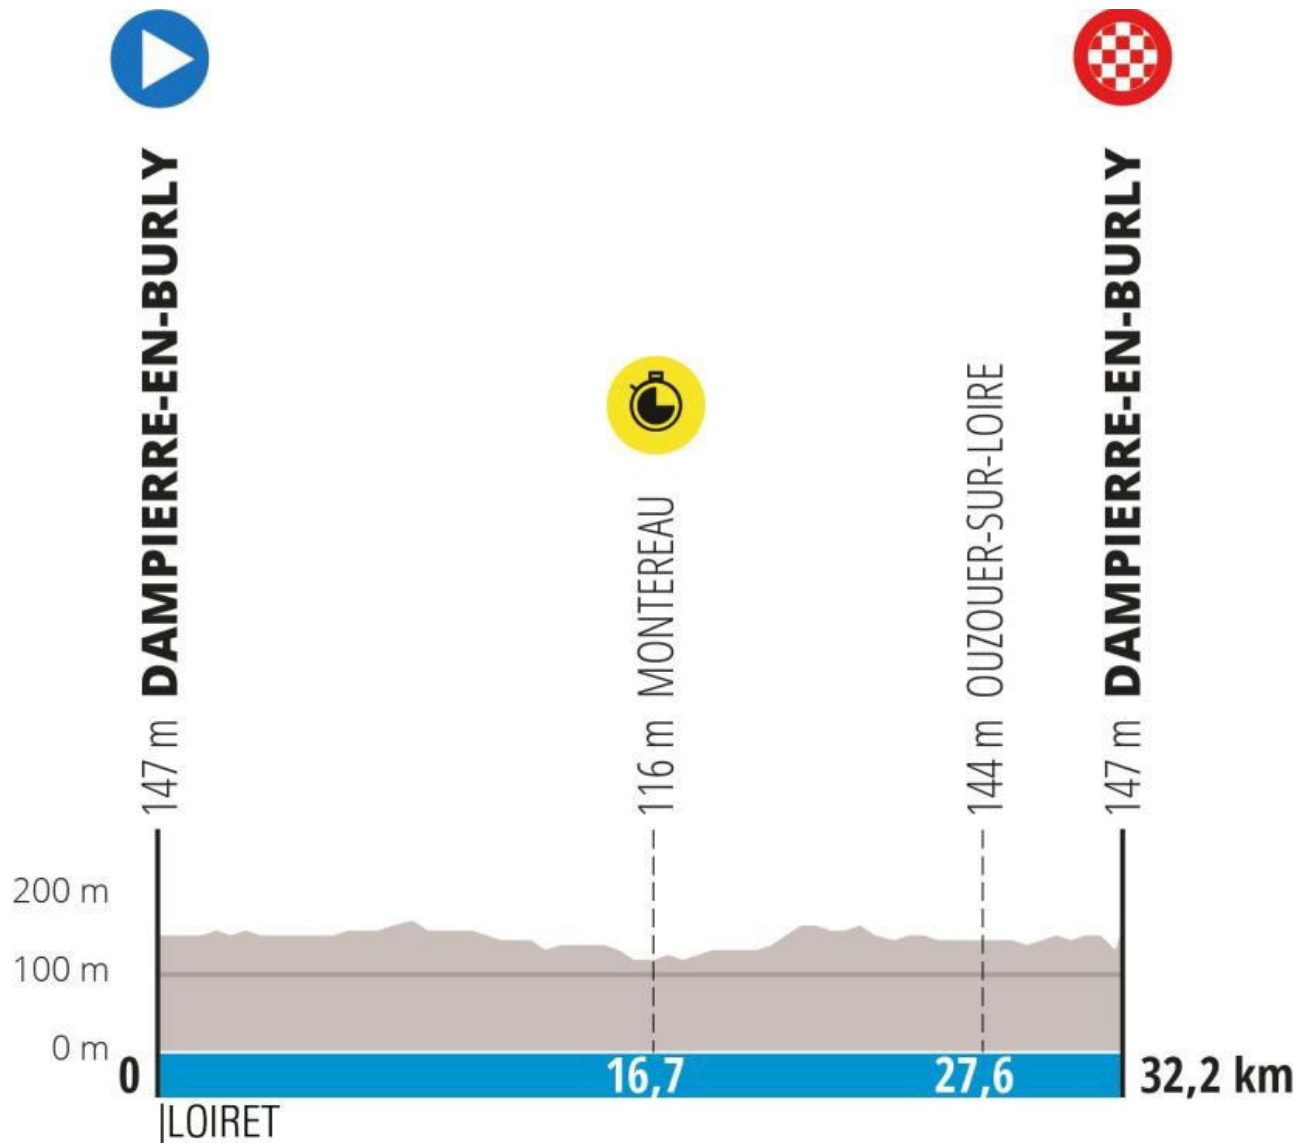 147 m DAMPIERRE-EN-BURLY
116 m MONTEREAU
144 m OUZOUER-SUR-LOIRE
147 m DAMPIERRE-EN-BURLY
200 m
100 m
0 m
0
16,7
27,6
32,2 km
LOIRET